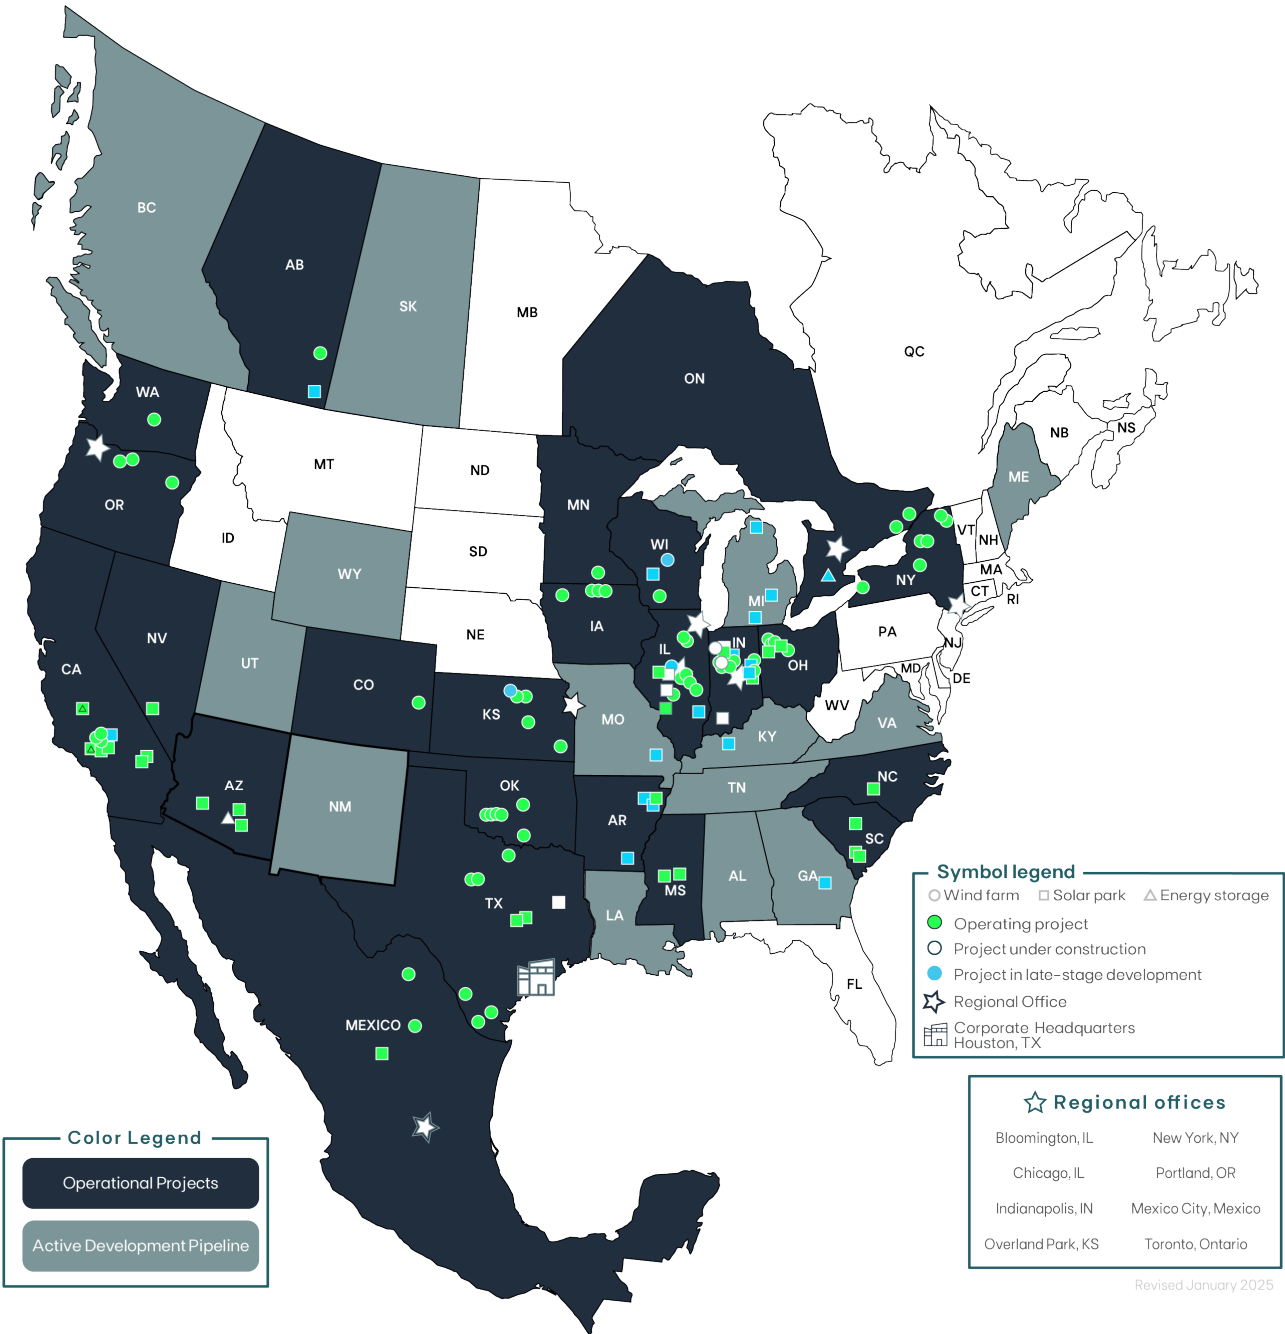 BC
AB
SK
MB
QC
ON
WA
NB
NS
MT
ND
ME
OR
MN
ID
VT
NH
SD
WI
WY
MA
NY
CT
RI
MI
IA
NE
PA
NV
IN
NJ
IL
UT
OH
CA
MD
DE
CO
WV
KS
MO
VA
KY
NC
AZ
OK
TN
NM
AR
SC
AL
GA
MS
TX
LA
FL
MEXICO
Symbol legend
Wind farm Solar park Energy storage
Operating project
Project under construction
Project in late-stage development
Regional Office
Corporate Headquarters
Houston, TX
Regional offices
Bloomington, IL New York, NY
Chicago, IL Portland, OR
Indianapolis, IN Mexico City, Mexico
Overland Park, KS Toronto, Ontario
Color Legend
Operational Projects
Active Development Pipeline
Revised January 2025